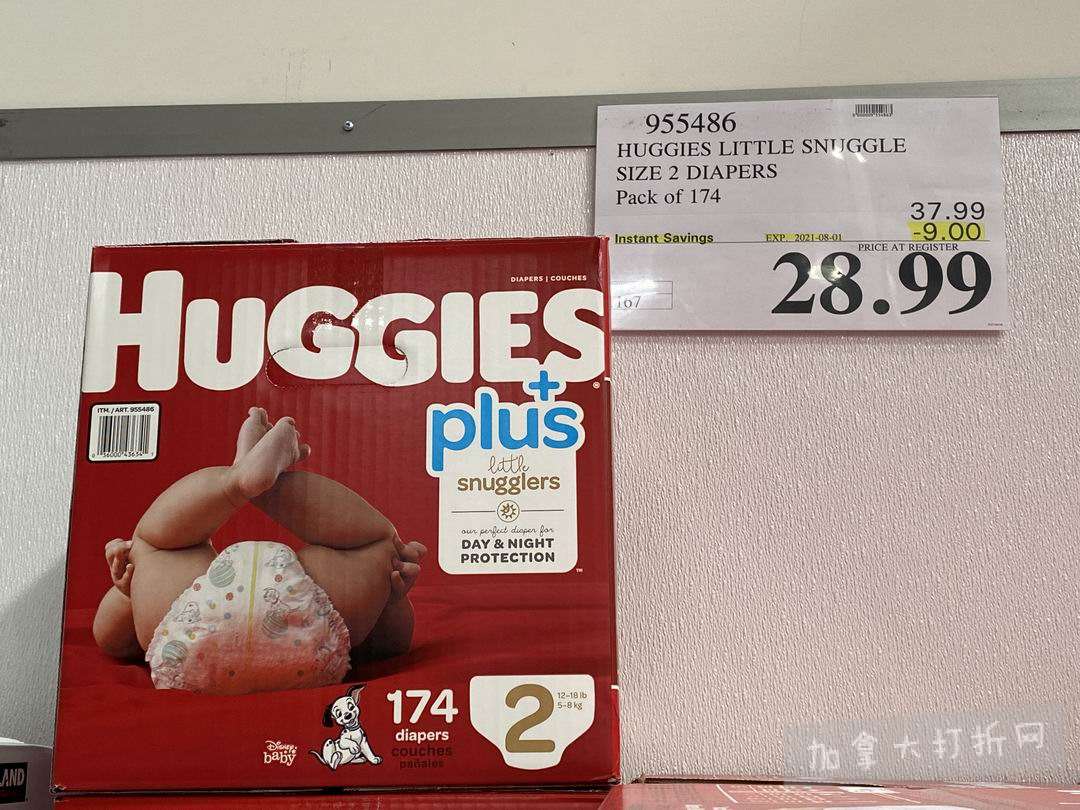 955486
HUGGIES LITTLE SNUGGLE
SIZE 2 DIAPERS
Pack of 174
37.99
Instant Savings EXP. 2021-08-01 -9.00
PRICE AT REGISTER
28.99
167
DIAPERS | COUCHES
HUGGIES®
ITM. / ART. 955486
plus+
little
snugglers
our perfect diaper for
DAY & NIGHT
PROTECTION
™
174
diapers
couches
pañales
2
12-18 lb
5-8 kg
Disney
baby
LAND
加拿大打折网